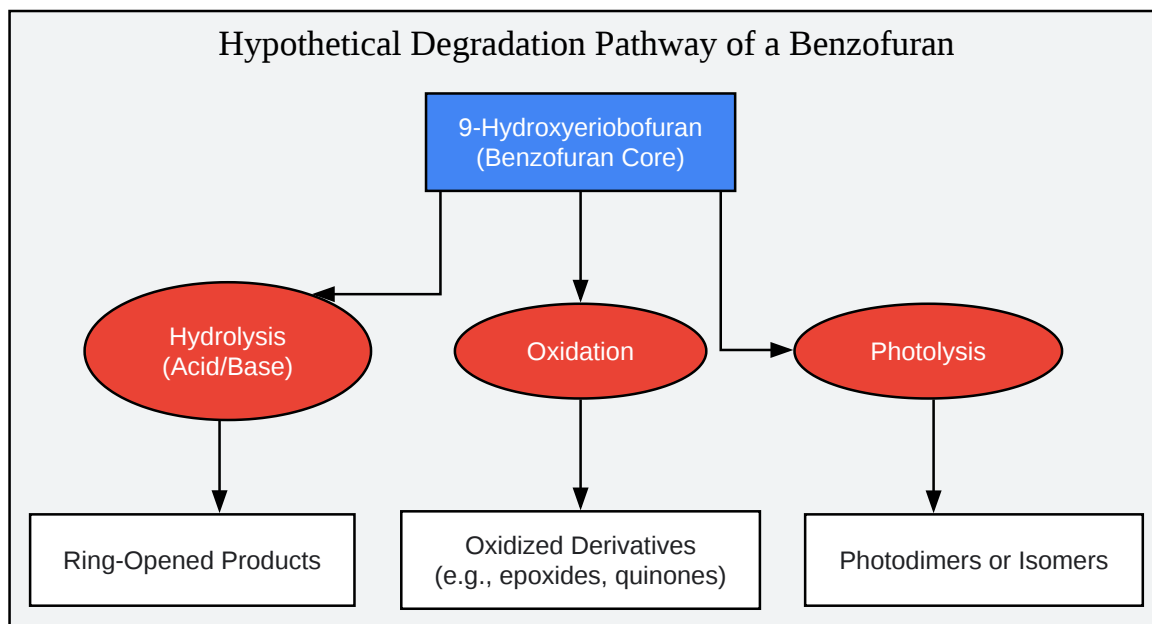 Hypothetical Degradation Pathway of a Benzofuran
9-Hydroxyeriobofuran
(Benzofuran Core)
Hydrolysis
(Acid/Base)
Oxidation
Photolysis
Ring-Opened Products
Oxidized Derivatives
(e.g., epoxides, quinones)
Photodimers or Isomers